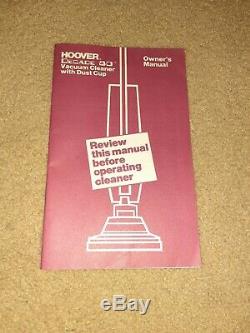 HOOVER
DECADE 80
Vacuum Cleaner
with Dust Cup
Owner's
Manual
Review
this manual
before
operating
cleaner